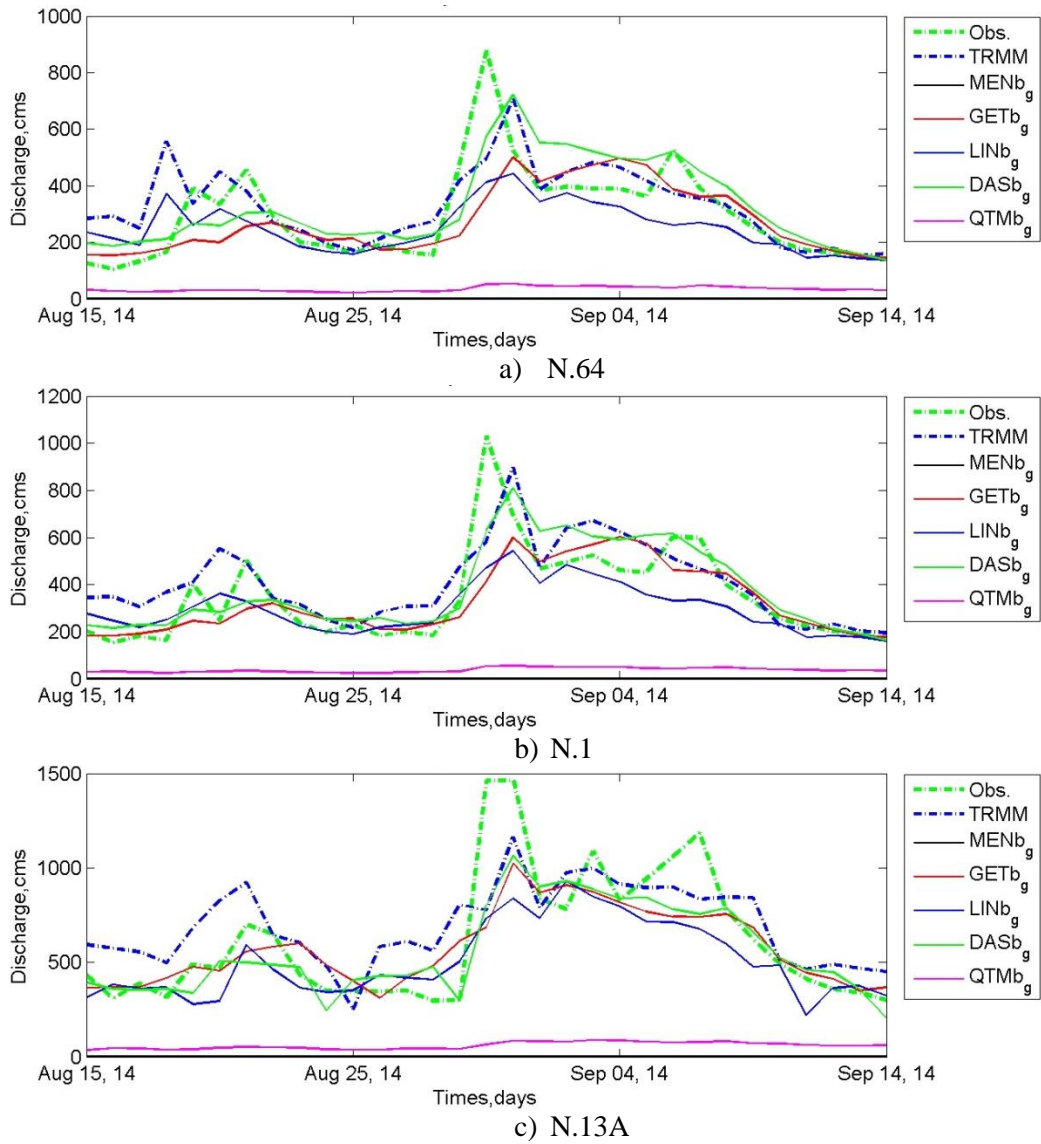 1000
800
600
400
200
0
Discharge,cms
Aug 15, 14
Aug 25, 14
Sep 04, 14
Sep 14, 14
Times,days
Obs.
TRMM
MENbg
GETbg
LINbg
DASbg
QTMbg
a) N.64
1200
1000
800
600
400
200
0
Discharge,cms
Aug 15, 14
Aug 25, 14
Sep 04, 14
Sep 14, 14
Times,days
Obs.
TRMM
MENbg
GETbg
LINbg
DASbg
QTMbg
b) N.1
1500
1000
500
0
Discharge,cms
Aug 15, 14
Aug 25, 14
Sep 04, 14
Sep 14, 14
Times,days
Obs.
TRMM
MENbg
GETbg
LINbg
DASbg
QTMbg
c) N.13A